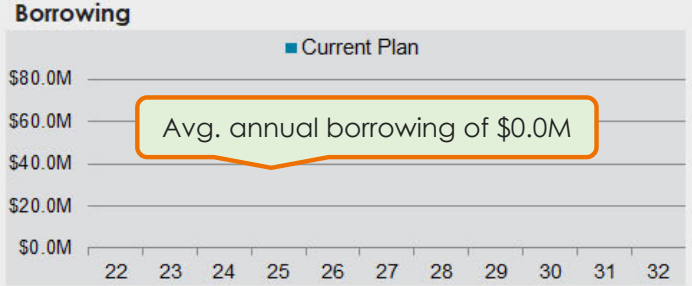 Borrowing
Current Plan
$80.0M
$60.0M
Avg. annual borrowing of $0.0M
$40.0M
$20.0M
$0.0M
22 23 24 25 26 27 28 29 30 31 32